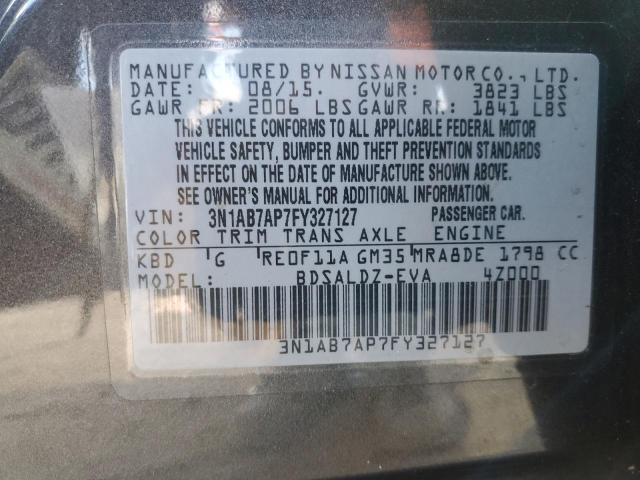 MANUFACTURED BY NISSAN MOTOR CO., LTD.
DATE: 08/15. GVWR: 3823 LBS
GAWR FR: 2006 LBS GAWR RR: 1841 LBS
THIS VEHICLE CONFORMS TO ALL APPLICABLE FEDERAL MOTOR
VEHICLE SAFETY, BUMPER AND THEFT PREVENTION STANDARDS
IN EFFECT ON THE DATE OF MANUFACTURE SHOWN ABOVE.
SEE OWNER'S MANUAL FOR ADDITIONAL INFORMATION.
VIN: 3N1AB7AP7FY327127 PASSENGER CAR.
COLOR TRIM TRANS AXLE ENGINE
KBD G RE0F11A GM35 MRA8DE 1798 CC
MODEL: BDSALDZ-EVA 4Z000
3N1AB7AP7FY327127